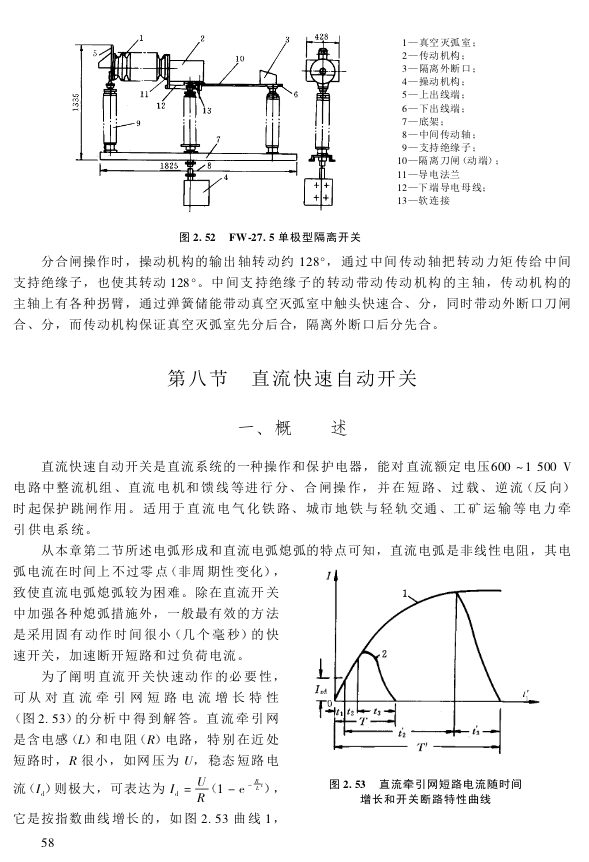 1
2
3
428
5
10
6
11
12
13
1335
9
7
1825
8
4
1—真空灭弧室；
2—传动机构；
3—隔离外断口；
4—操动机构；
5—上出线端；
6—下出线端；
7—底架；
8—中间传动轴；
9—支持绝缘子；
10—隔离刀闸(动端)；
11—导电法兰
12—下端导电母线；
13—软连接
图 2. 52　FW-27. 5 单极型隔离开关
分合闸操作时，操动机构的输出轴转动约 128°，通过中间传动轴把转动力矩传给中间
支持绝缘子，也使其转动 128°。中间支持绝缘子的转动带动传动机构的主轴，传动机构的
主轴上有各种拐臂，通过弹簧储能带动真空灭弧室中触头快速合、分，同时带动外断口刀闸
合、分，而传动机构保证真空灭弧室先分后合，隔离外断口后分先合。
第八节　直流快速自动开关
一、概　　述
直流快速自动开关是直流系统的一种操作和保护电器，能对直流额定电压600 ~1 500 V
电路中整流机组、直流电机和馈线等进行分、合闸操作，并在短路、过载、逆流(反向)
时起保护跳闸作用。适用于直流电气化铁路、城市地铁与轻轨交通、工矿运输等电力牵
引供电系统。
从本章第二节所述电弧形成和直流电弧熄弧的特点可知，直流电弧是非线性电阻，其电
弧电流在时间上不过零点(非周期性变化)，
致使直流电弧熄弧较为困难。除在直流开关
中加强各种熄弧措施外，一般最有效的方法
是采用固有动作时间很小(几个毫秒)的快
速开关，加速断开短路和过负荷电流。
为了阐明直流开关快速动作的必要性，
可从对直流牵引网短路电流增长特性
(图 2. 53)的分析中得到解答。直流牵引网
是含电感 (L) 和电阻 (R) 电路，特别在近处
短路时，R 很小，如网压为 U，稳态短路电
流 (I_d) 则极大，可表达为 I_d = U/R (1 - e^{-R/L t})，
它是按指数曲线增长的，如图 2. 53 曲线 1，
I
1
2
I_zd
0
t₁ t₂ t₃
T
t₂′
t₃′
T′
t
图 2. 53　直流牵引网短路电流随时间
增长和开关断路特性曲线
58